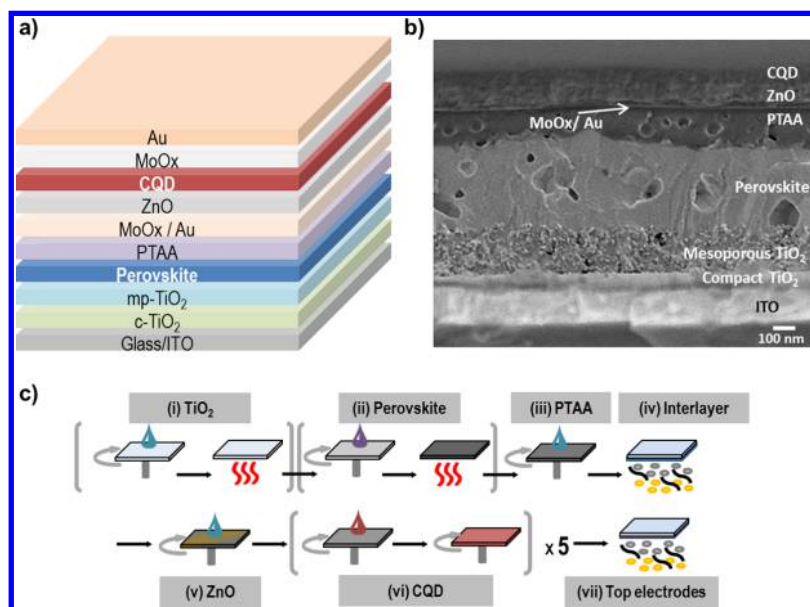 a)
Au
MoOx
CQD
ZnO
MoOx / Au
PTAA
Perovskite
mp-TiO₂
c-TiO₂
Glass/ITO
b)
CQD
ZnO
PTAA
MoOx/ Au
Perovskite
Mesoporous TiO₂
Compact TiO₂
ITO
100 nm
c)
(i) TiO₂
(ii) Perovskite
(iii) PTAA
(iv) Interlayer
x 5
(v) ZnO
(vi) CQD
(vii) Top electrodes